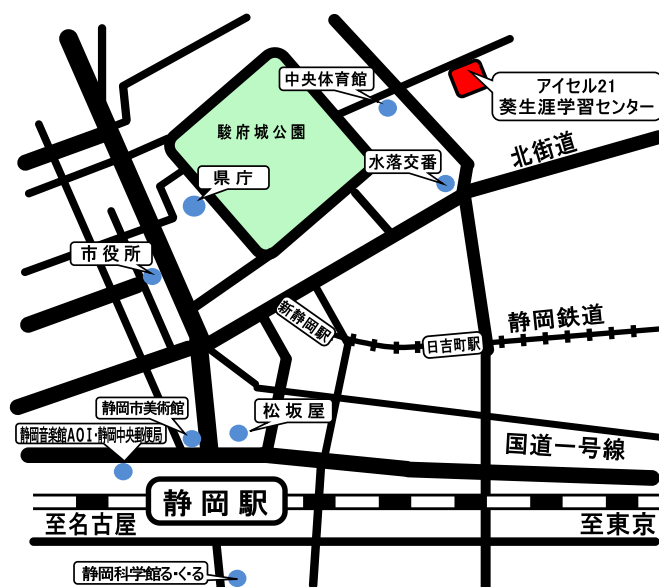 中央体育館
アイセル21
葵生涯学習センター
駿府城公園
北街道
水落交番
県庁
市役所
新静岡駅
静岡鉄道
日吉町駅
静岡市美術館
松坂屋
静岡音楽館AOI・静岡中央郵便局
国道一号線
静岡駅
至名古屋
至東京
静岡科学館る・く・る